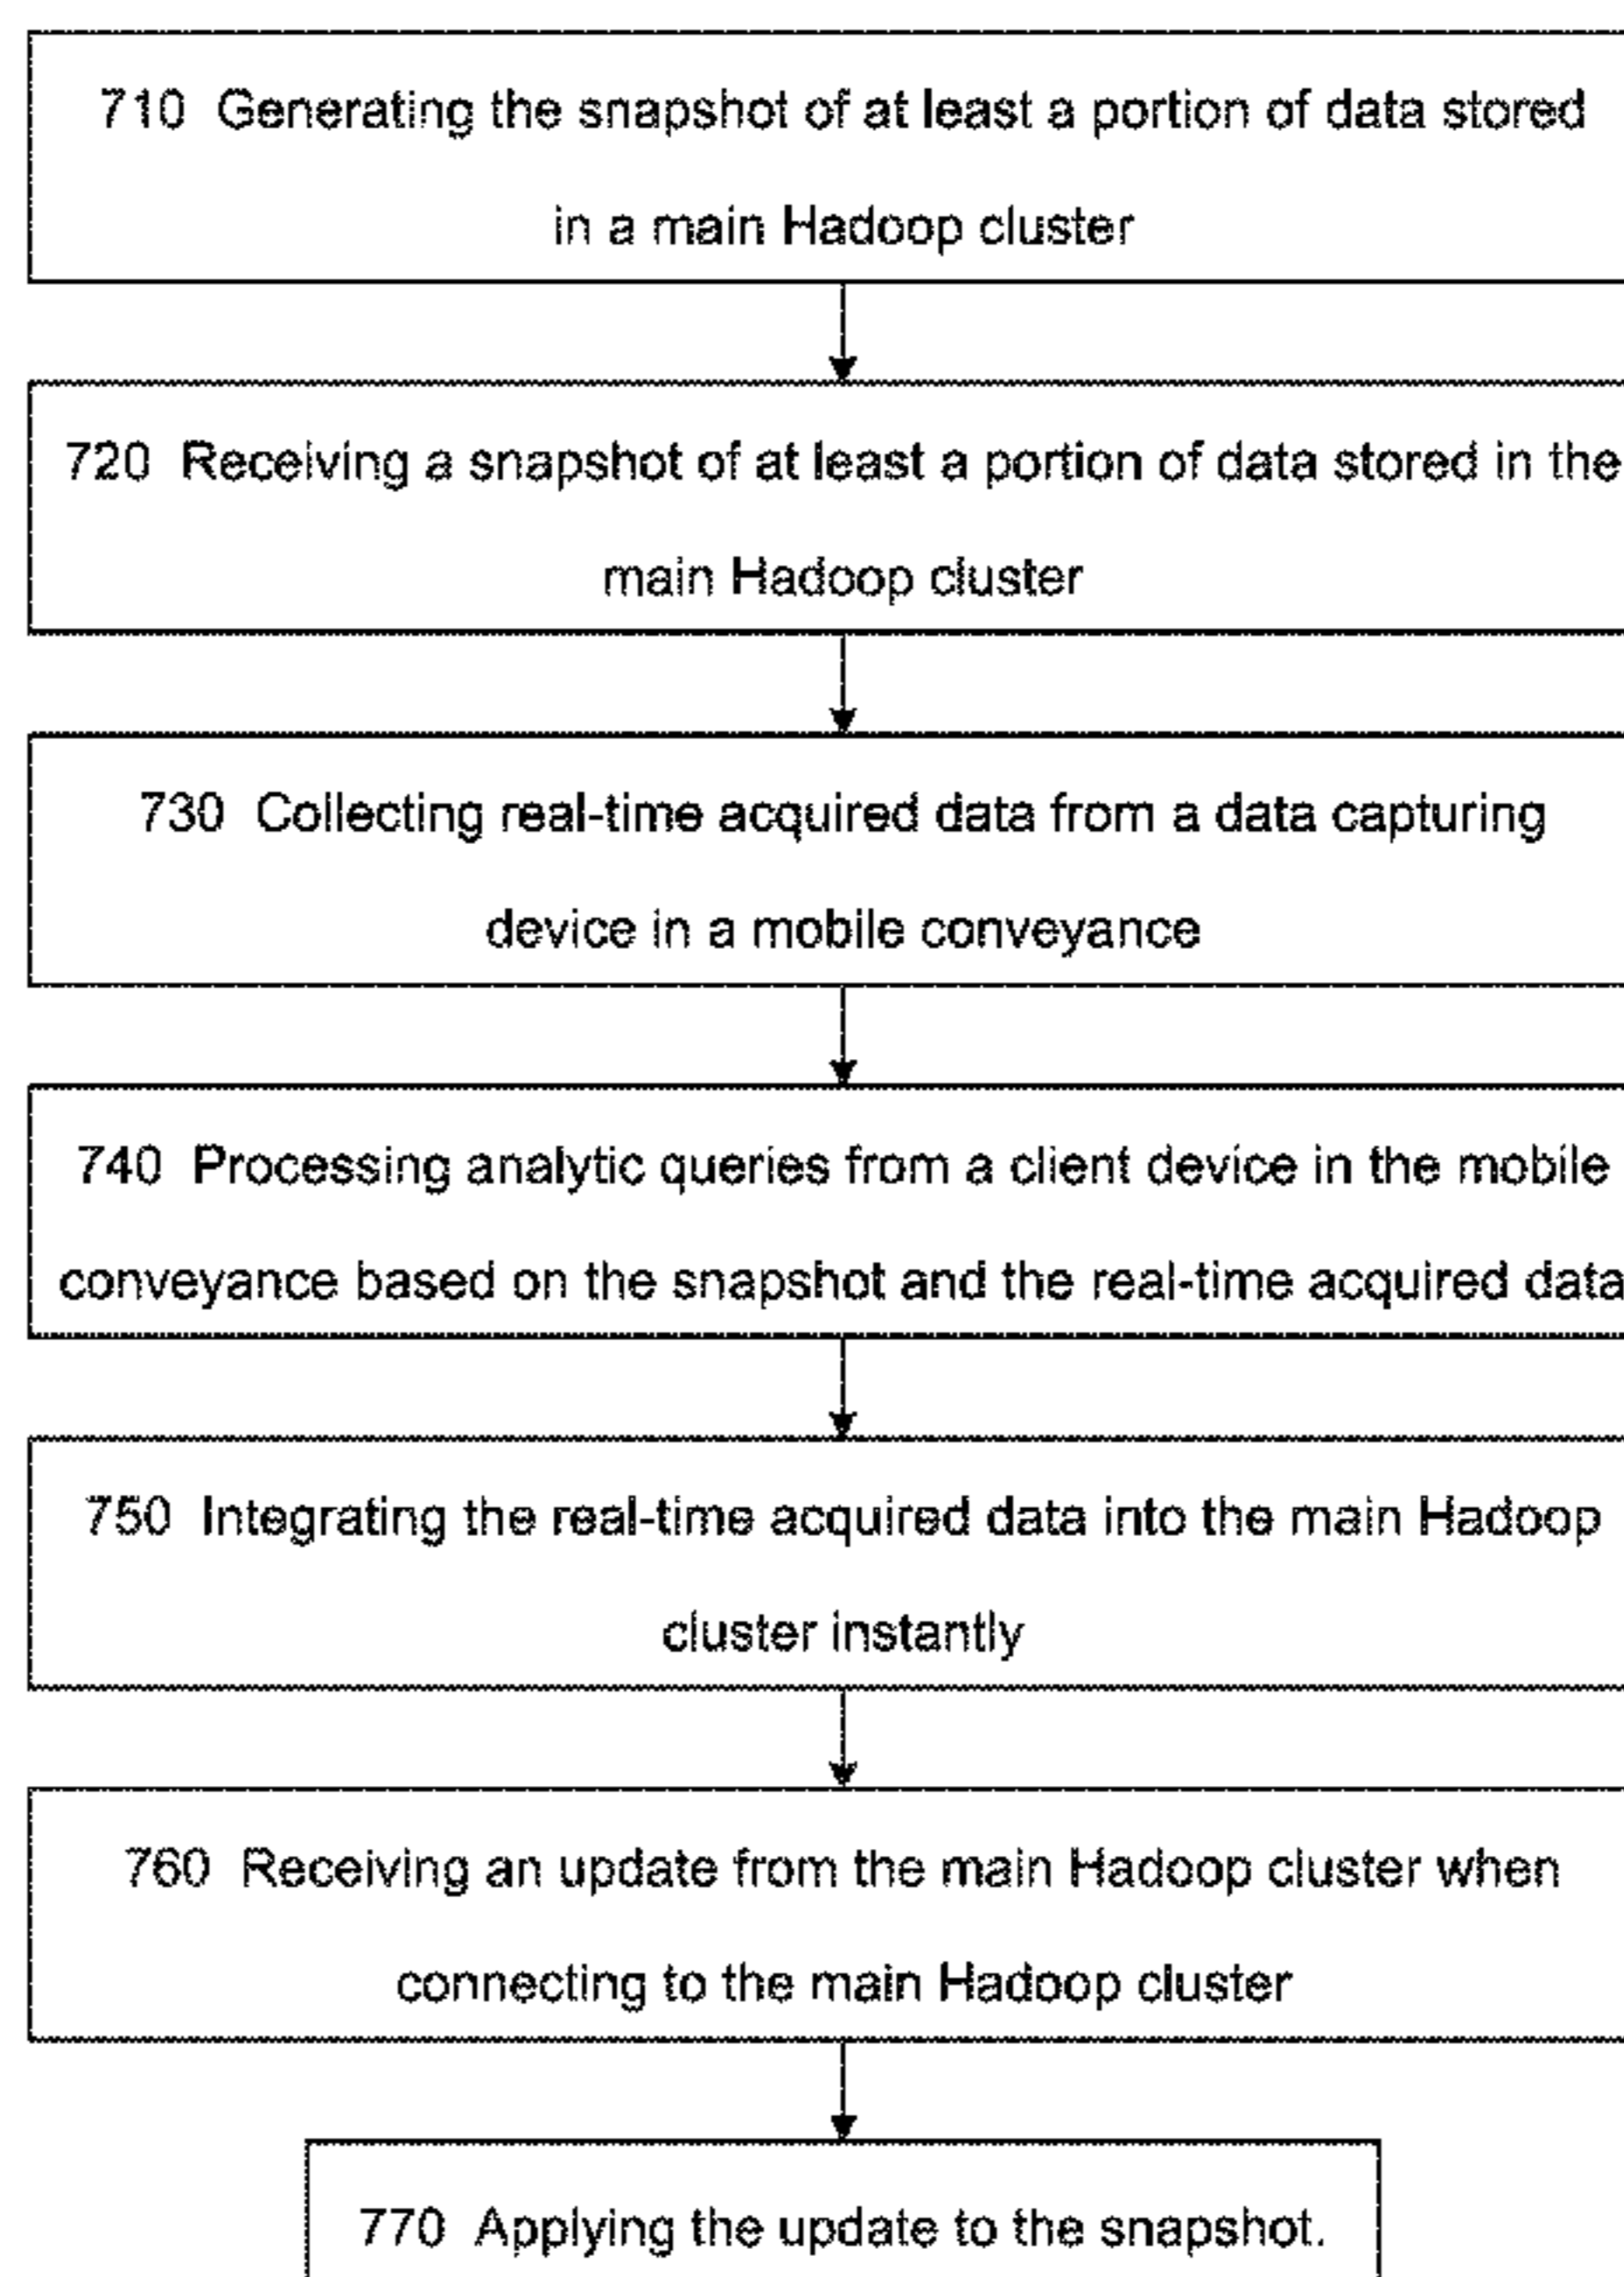 710 Generating the snapshot of at least a portion of data stored
in a main Hadoop cluster
720 Receiving a snapshot of at least a portion of data stored in the
main Hadoop cluster
730 Collecting real-time acquired data from a data capturing
device in a mobile conveyance
740 Processing analytic queries from a client device in the mobile
conveyance based on the snapshot and the real-time acquired data
750 Integrating the real-time acquired data into the main Hadoop
cluster instantly
760 Receiving an update from the main Hadoop cluster when
connecting to the main Hadoop cluster
770 Applying the update to the snapshot.